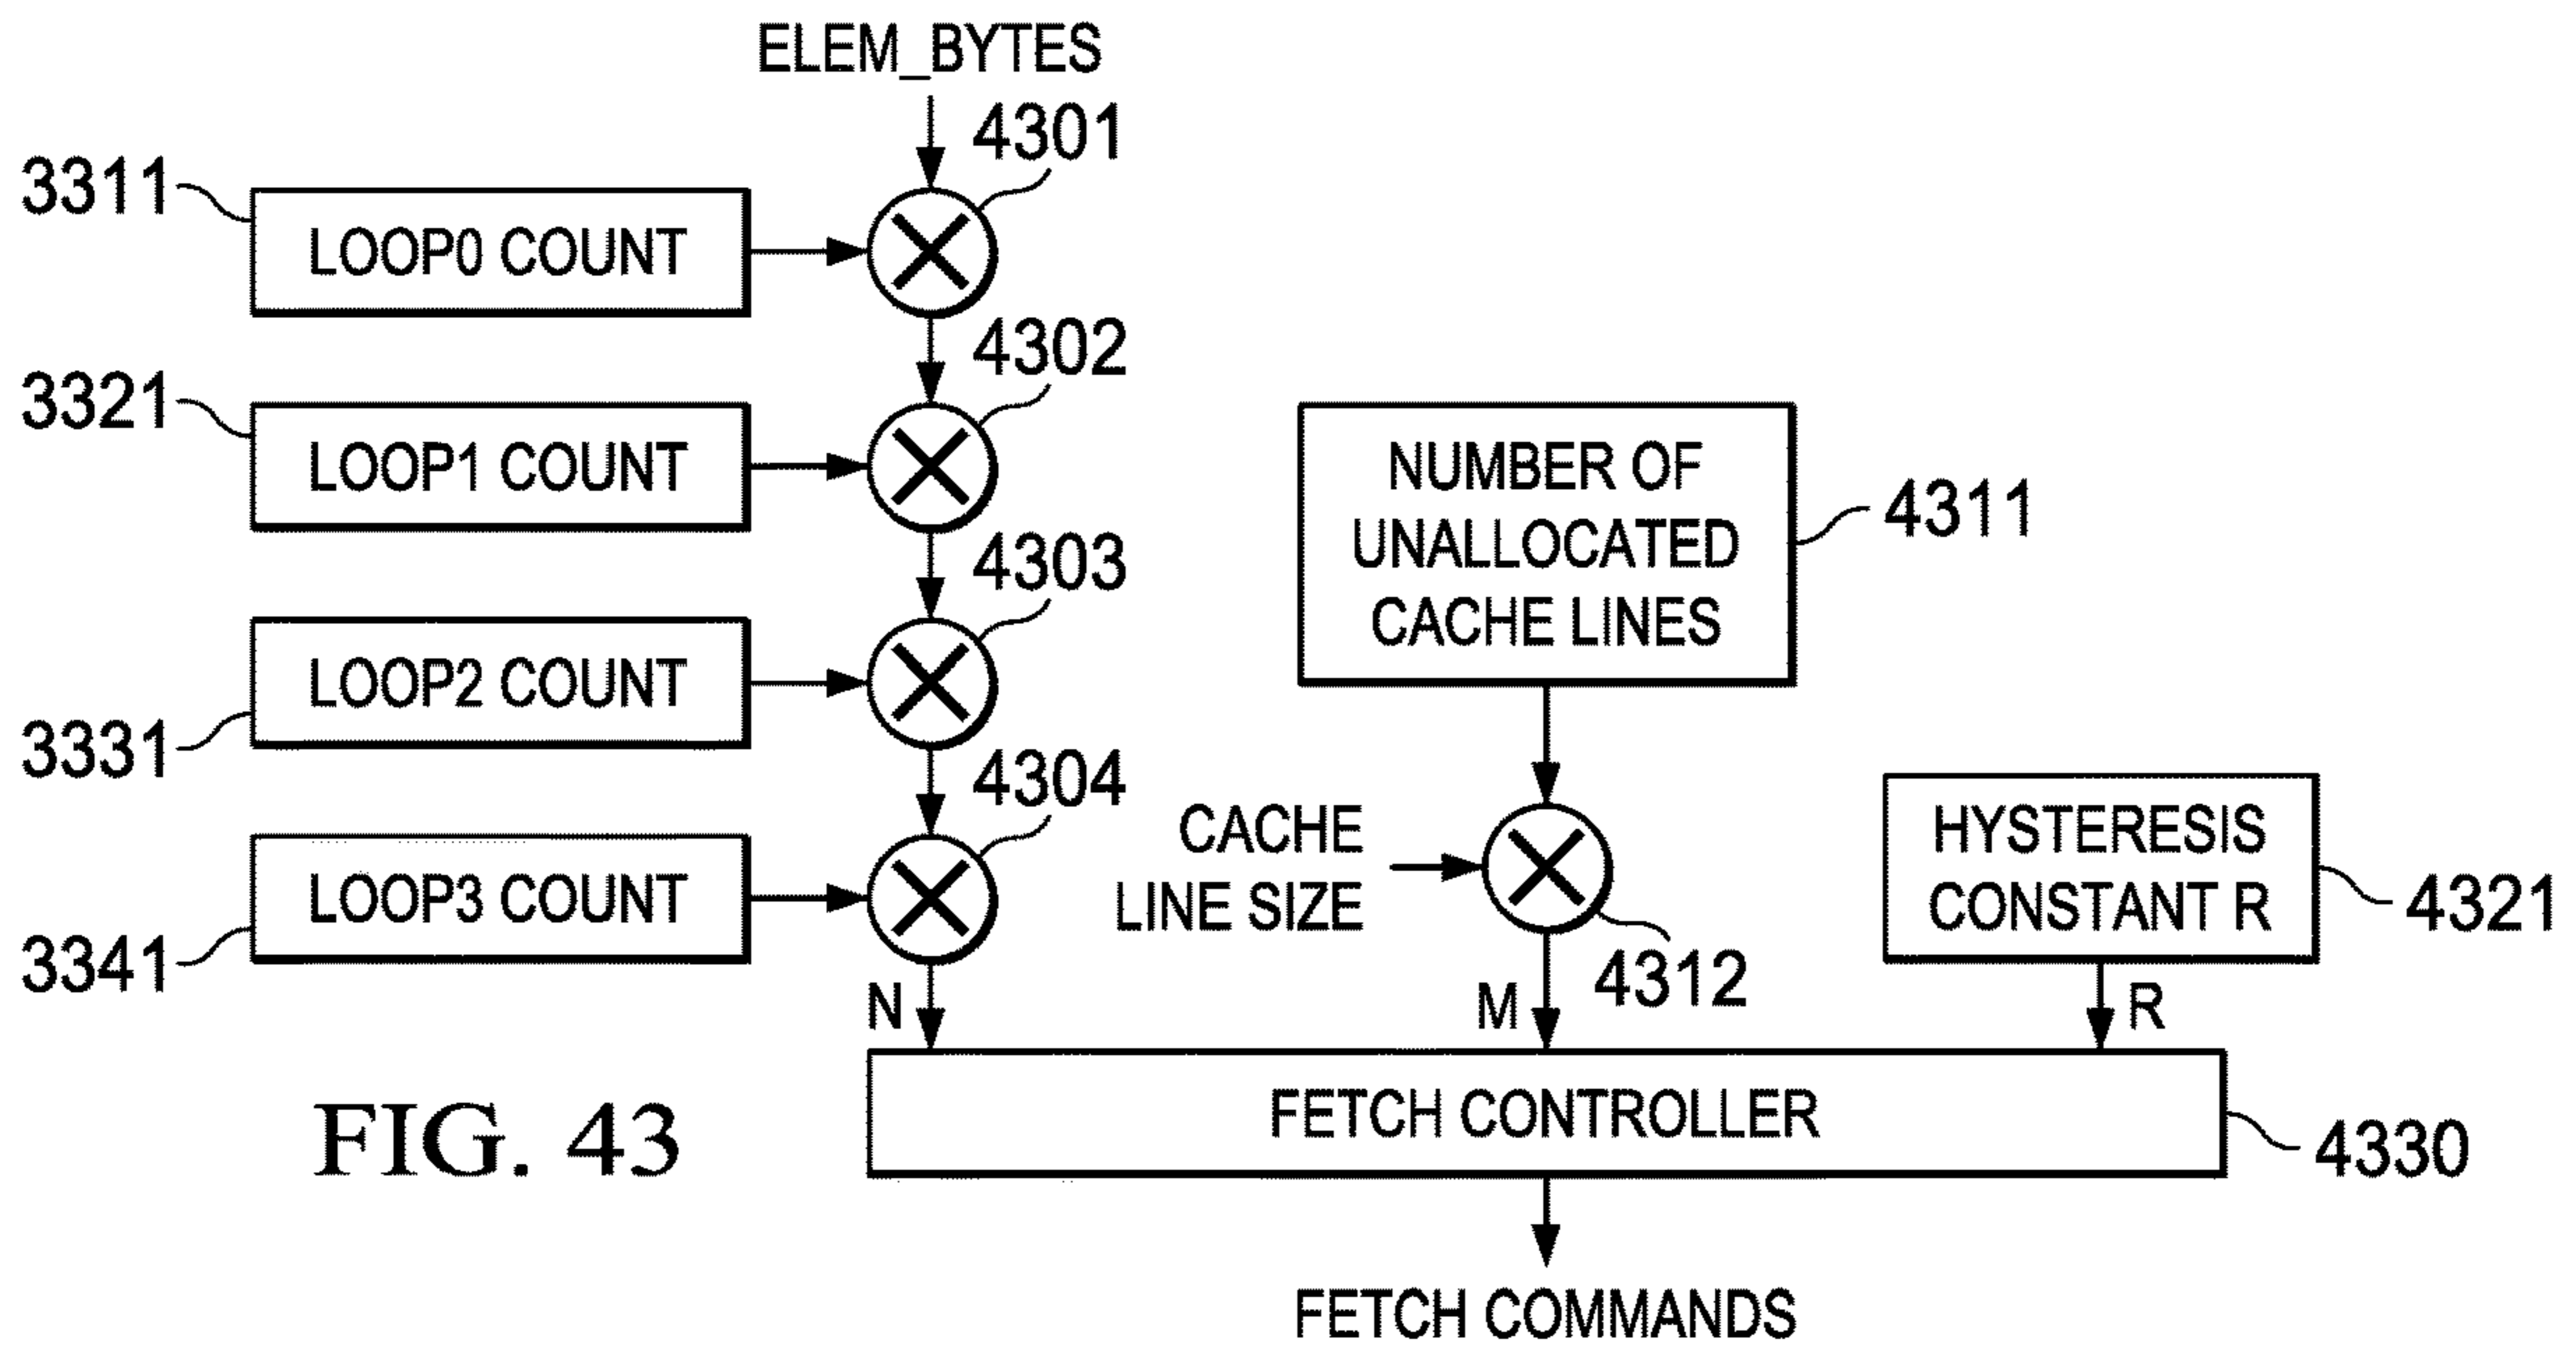 ELEM_BYTES
4301
3311
LOOP0 COUNT
4302
3321
LOOP1 COUNT
4303
LOOP2 COUNT
3331
4304
LOOP3 COUNT
3341
NUMBER OF
UNALLOCATED
CACHE LINES
4311
CACHE
LINE SIZE
4312
HYSTERESIS
CONSTANT R
4321
N
M
R
FETCH CONTROLLER
4330
FETCH COMMANDS
FIG. 43